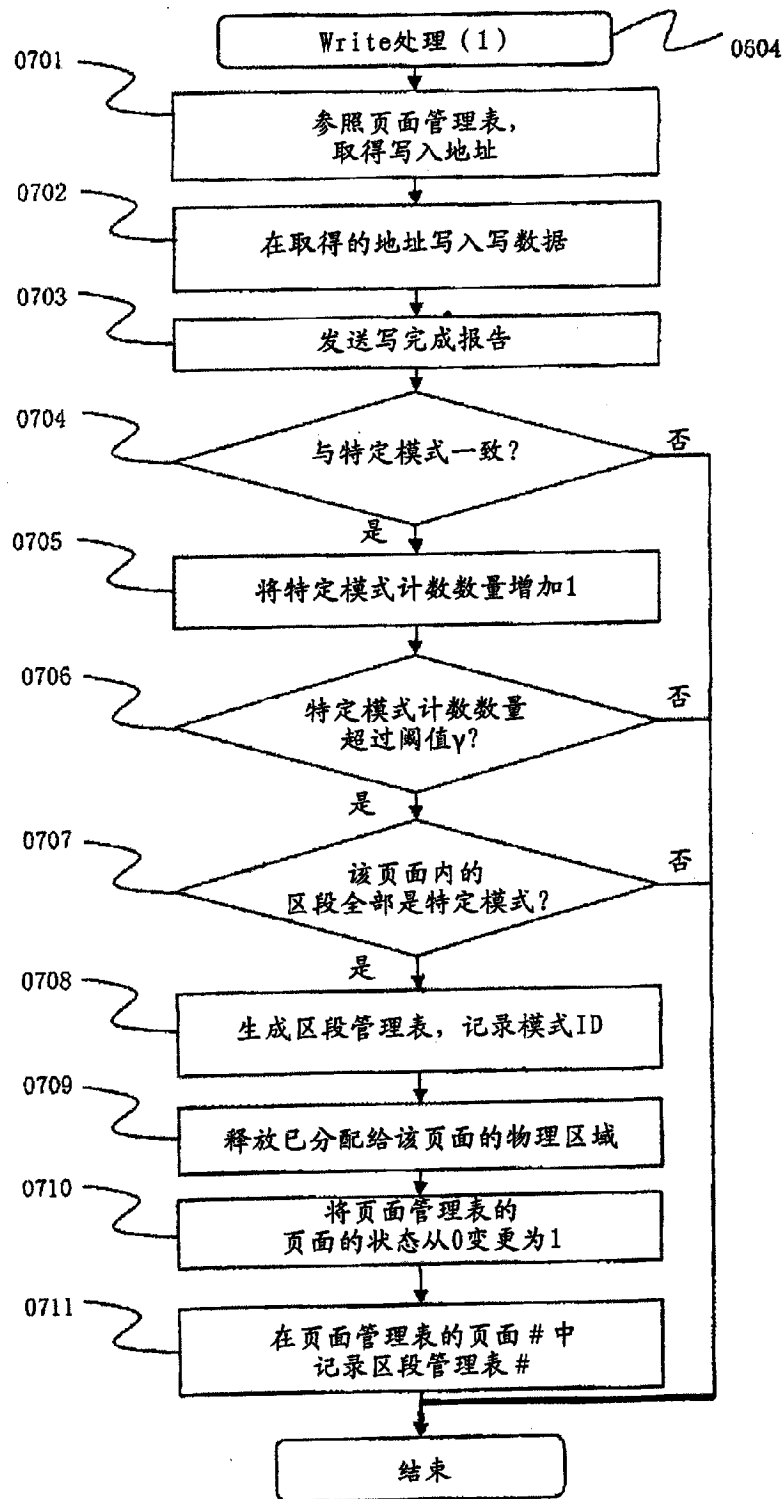 Write处理（1）
0604
0701
参照页面管理表，
取得写入地址
0702
在取得的地址写入写数据
0703
发送写完成报告
0704
与特定模式一致？
否
是
0705
将特定模式计数数量增加1
0706
特定模式计数数量
超过阈值γ？
否
是
0707
该页面内的
区段全部是特定模式？
否
是
0708
生成区段管理表，记录模式ID
0709
释放已分配给该页面的物理区域
0710
将页面管理表的
页面的状态从0变更为1
0711
在页面管理表的页面＃中
记录区段管理表＃
结束